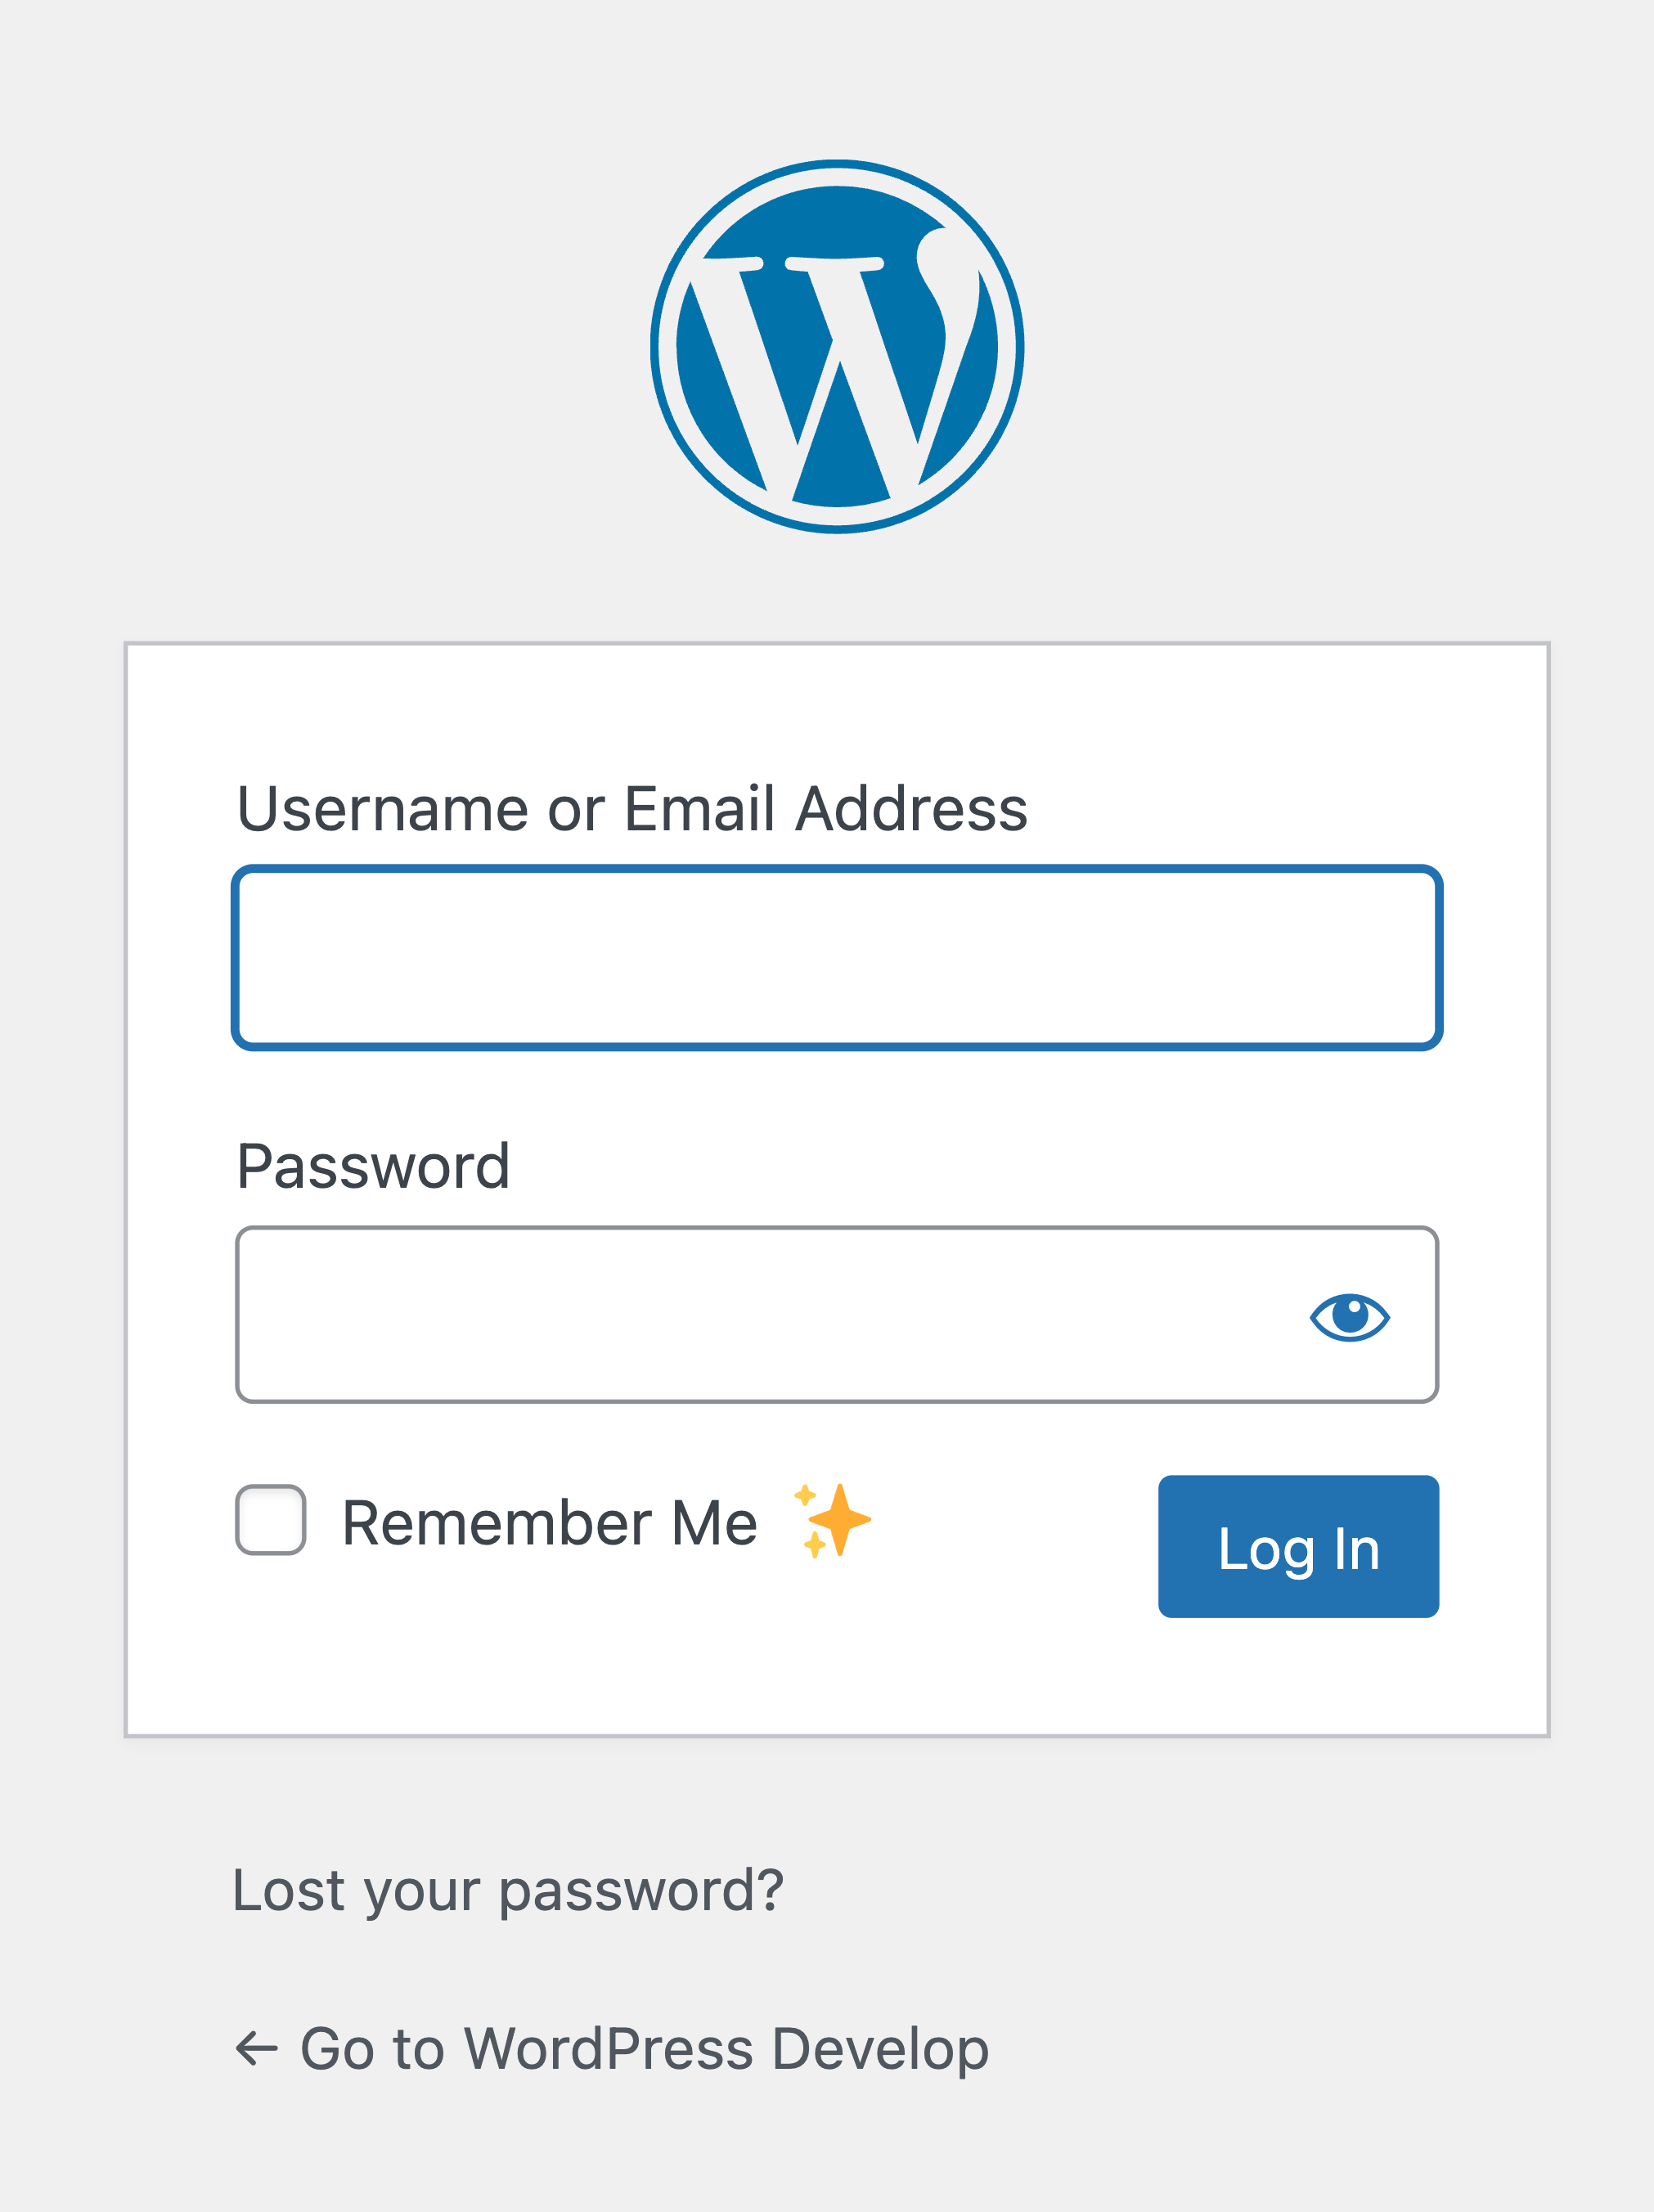 Username or Email Address
Password
Remember Me ✨
Log In
Lost your password?
← Go to WordPress Develop